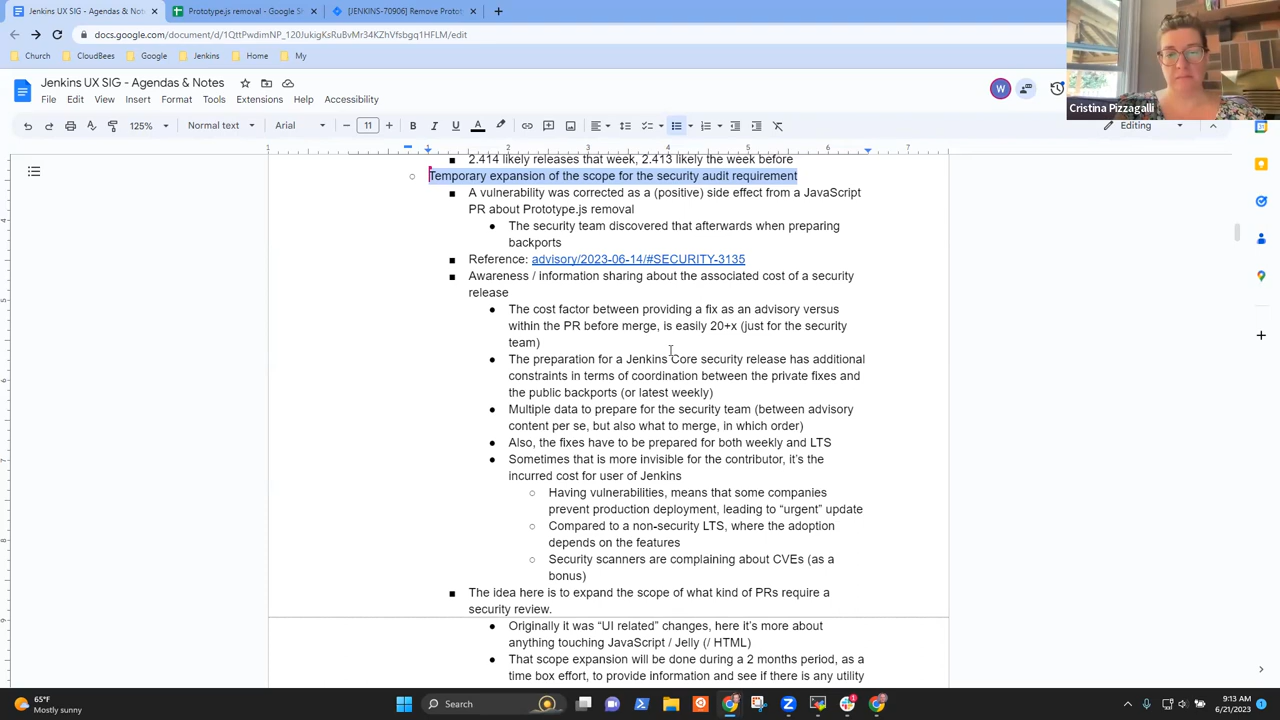 Jenkins UX SIG - Agendas & N
Prototype.js removal - Google S
[JENKINS-70906] Remove Protot
docs.google.com/document/d/1QttPwdimNP_120JukigKsRuBvMr34KZhVfsbgq1HFLM/edit
Church CloudBees Google Jenkins Home My
Jenkins UX SIG - Agendas & Notes
File Edit View Insert Format Tools Extensions Help Accessibility
W
Cristina Pizzagalli
125% Normal text Arial 11 Editing
1 1 2 3 4 5 6 7
■ 2.414 likely releases that week, 2.413 likely the week before
○ Temporary expansion of the scope for the security audit requirement
■ A vulnerability was corrected as a (positive) side effect from a JavaScript
PR about Prototype.js removal
● The security team discovered that afterwards when preparing
backports
■ Reference: advisory/2023-06-14/#SECURITY-3135
■ Awareness / information sharing about the associated cost of a security
release
● The cost factor between providing a fix as an advisory versus
within the PR before merge, is easily 20+x (just for the security
team)
● The preparation for a Jenkins Core security release has additional
constraints in terms of coordination between the private fixes and
the public backports (or latest weekly)
● Multiple data to prepare for the security team (between advisory
content per se, but also what to merge, in which order)
● Also, the fixes have to be prepared for both weekly and LTS
● Sometimes that is more invisible for the contributor, it's the
incurred cost for user of Jenkins
○ Having vulnerabilities, means that some companies
prevent production deployment, leading to “urgent” update
○ Compared to a non-security LTS, where the adoption
depends on the features
○ Security scanners are complaining about CVEs (as a
bonus)
■ The idea here is to expand the scope of what kind of PRs require a
security review.
● Originally it was “UI related” changes, here it's more about
anything touching JavaScript / Jelly (/ HTML)
● That scope expansion will be done during a 2 months period, as a
time box effort, to provide information and see if there is any utility
65°F
Mostly sunny
Search
9:13 AM
6/21/2023